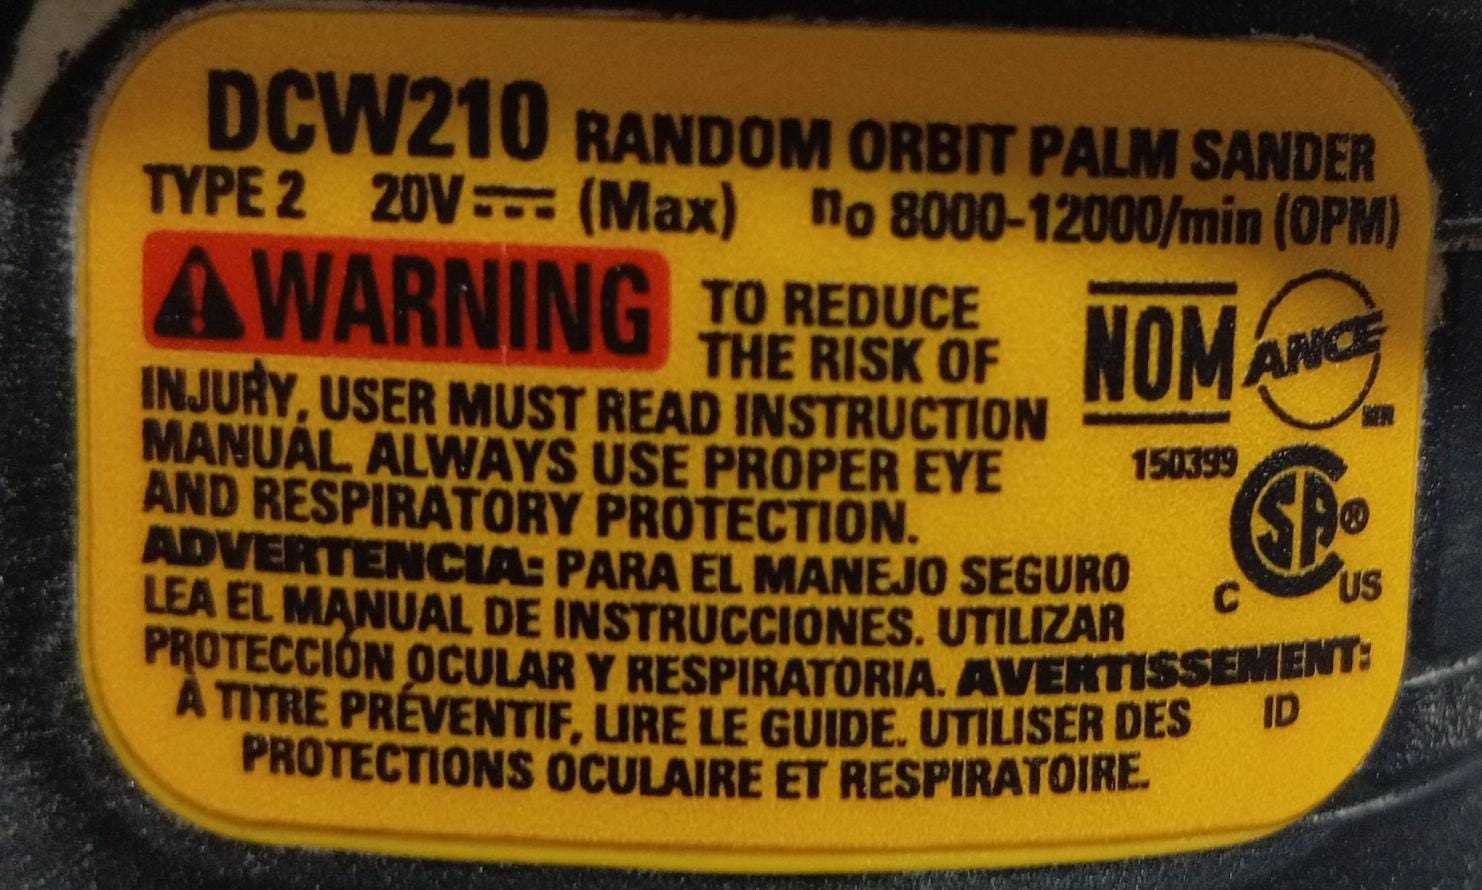 DCW210 RANDOM ORBIT PALM SANDER
TYPE 2 20V (Max) no 8000-12000/min (OPM)
WARNING TO REDUCE
THE RISK OF
INJURY, USER MUST READ INSTRUCTION
MANUAL. ALWAYS USE PROPER EYE
AND RESPIRATORY PROTECTION.
ADVERTENCIA: PARA EL MANEJO SEGURO
LEA EL MANUAL DE INSTRUCCIONES. UTILIZAR
PROTECCIÓN OCULAR Y RESPIRATORIA. AVERTISSEMENT:
À TITRE PRÉVENTIF, LIRE LE GUIDE. UTILISER DES
PROTECTIONS OCULAIRE ET RESPIRATOIRE.
NOM ANCE
150399
CSA®
C US
ID